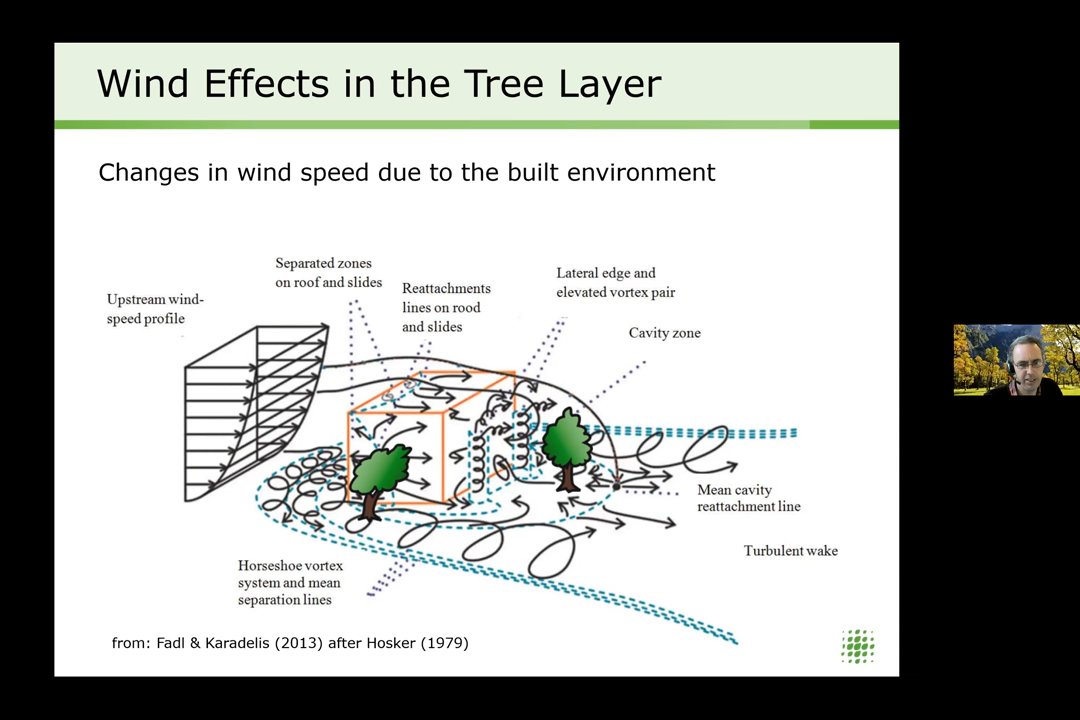 Wind Effects in the Tree Layer
Changes in wind speed due to the built environment
Separated zones
on roof and slides
Reattachments
lines on rood
and slides
Lateral edge and
elevated vortex pair
Upstream wind-
speed profile
Cavity zone
Mean cavity
reattachment line
Turbulent wake
Horseshoe vortex
system and mean
separation lines
from: Fadl & Karadelis (2013) after Hosker (1979)